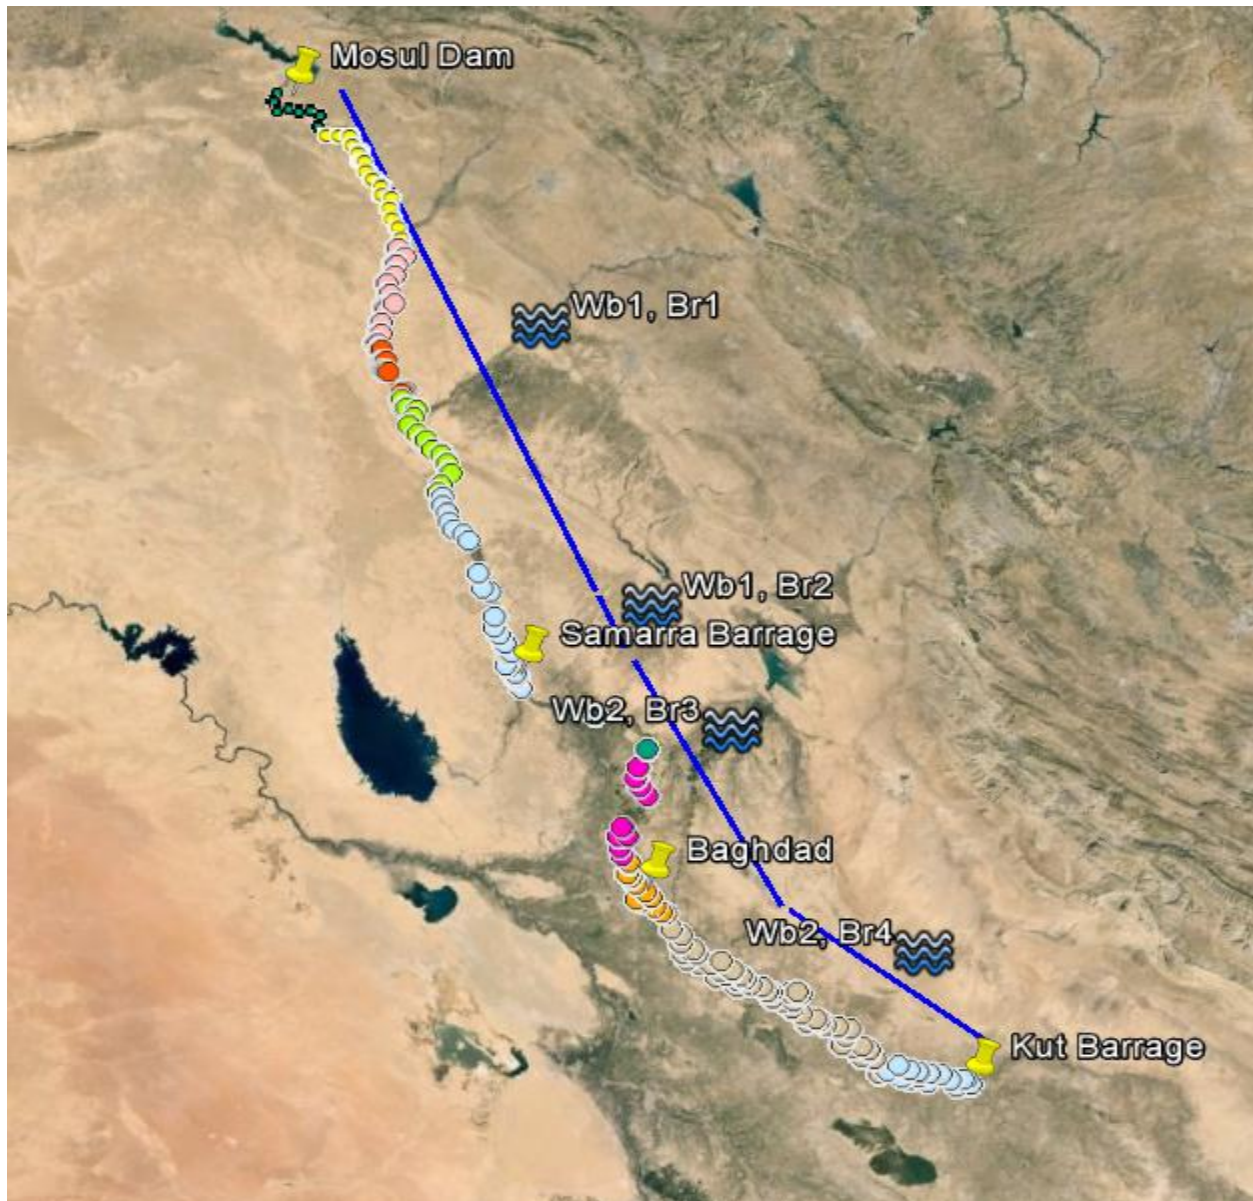 Mosul Dam
Wb1, Br1
Wb1, Br2
Samarra Barrage
Wb2, Br3
Baghdad
Wb2, Br4
Kut Barrage